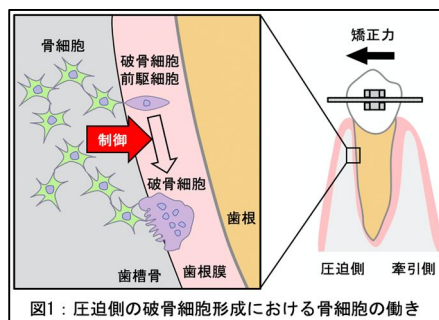 骨細胞
破骨細胞
前駆細胞
制御
破骨細胞
歯根
歯槽骨
歯根膜
矯正力
圧迫側
牽引側
図1：圧迫側の破骨細胞形成における骨細胞の働き